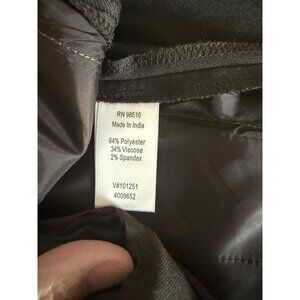 RN 98516
Made in India
64% Polyester
34% Viscose
2% Spandex
V#101251
4009652